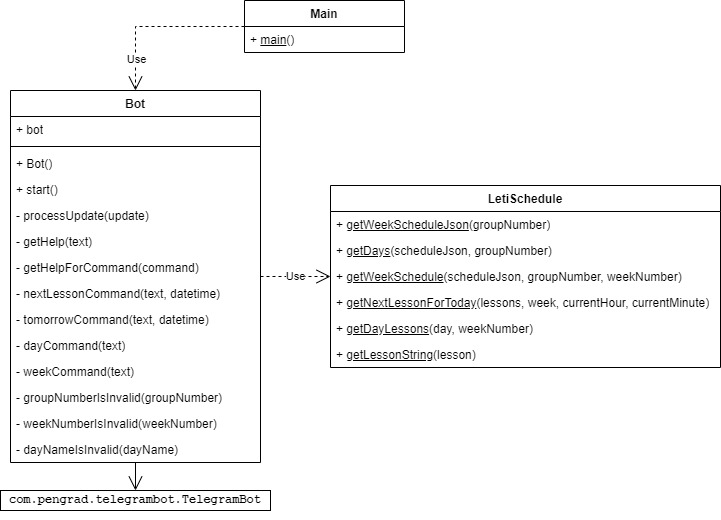 Main
+ main()
Use
Bot
+ bot
+ Bot()
+ start()
- processUpdate(update)
- getHelp(text)
- getHelpForCommand(command)
- nextLessonCommand(text, datetime)
- tomorrowCommand(text, datetime)
- dayCommand(text)
- weekCommand(text)
- groupNumberIsInvalid(groupNumber)
- weekNumberIsInvalid(weekNumber)
- dayNameIsInvalid(dayName)
Use
LetiSchedule
+ getWeekScheduleJson(groupNumber)
+ getDays(scheduleJson, groupNumber)
+ getWeekSchedule(scheduleJson, groupNumber, weekNumber)
+ getNextLessonForToday(lessons, week, currentHour, currentMinute)
+ getDayLessons(day, weekNumber)
+ getLessonString(lesson)
com.pengrad.telegrambot.TelegramBot